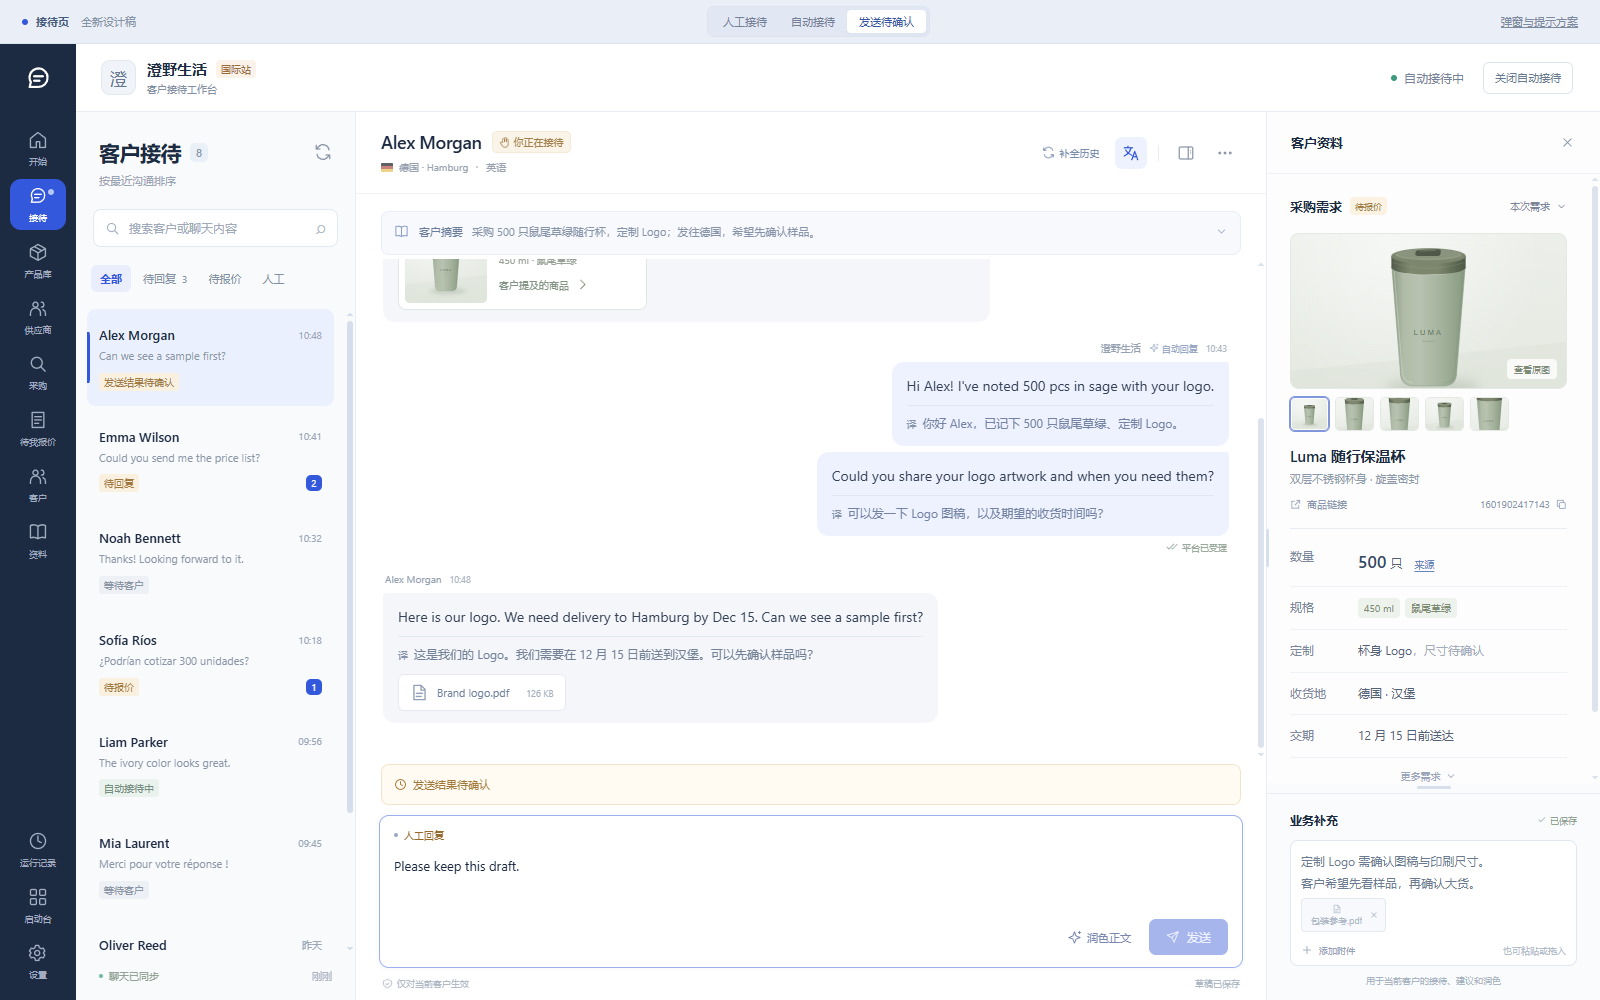 接待页 全新设计稿
人工接待 自动接待 发送待确认
弹窗与提示方案
澄
澄野生活 国际站
客户接待工作台
自动接待中 关闭自动接待
开始
接待
产品库
供应商
采购
待我报价
客户
资料
运行记录
启动台
设置
客户接待 8
按最近沟通排序
搜索客户或聊天内容
全部 待回复 3 待报价 人工
Alex Morgan 10:48
Can we see a sample first?
发送结果待确认
Emma Wilson 10:41
Could you send me the price list?
待回复 2
Noah Bennett 10:32
Thanks! Looking forward to it.
等待客户
Sofía Ríos 10:18
¿Podrían cotizar 300 unidades?
待报价 1
Liam Parker 09:56
The ivory color looks great.
自动接待中
Mia Laurent 09:45
Merci pour votre réponse !
等待客户
Oliver Reed 昨天
聊天已同步 刚刚
Alex Morgan 你正在接待
德国 · Hamburg · 英语
补全历史
客户摘要 采购 500 只鼠尾草绿随行杯，定制 Logo；发往德国，希望先确认样品。
450 ml · 鼠尾草绿
客户提及的商品
澄野生活 自动回复 10:43
Hi Alex! I've noted 500 pcs in sage with your logo.
译 你好 Alex，已记下 500 只鼠尾草绿、定制 Logo。
Could you share your logo artwork and when you need them?
译 可以发一下 Logo 图稿，以及期望的收货时间吗？
平台已受理
Alex Morgan 10:48
Here is our logo. We need delivery to Hamburg by Dec 15. Can we see a sample first?
译 这是我们的 Logo。我们需要在 12 月 15 日前送到汉堡。可以先确认样品吗？
Brand logo.pdf 126 KB
发送结果待确认
人工回复
Please keep this draft.
润色正文 发送
仅对当前客户生效 草稿已保存
客户资料
采购需求 待报价 本次需求
LUMA
查看原图
Luma 随行保温杯
双层不锈钢杯身 · 旋盖密封
商品链接 1601902417143
数量 500 只 来源
规格 450 ml 鼠尾草绿
定制 杯身 Logo，尺寸待确认
收货地 德国 · 汉堡
交期 12 月 15 日前送达
更多需求
业务补充 已保存
定制 Logo 需确认图稿与印刷尺寸。
客户希望先看样品，再确认大货。
包装参考.pdf
添加附件 也可粘贴或拖入
用于当前客户的接待、建议和润色